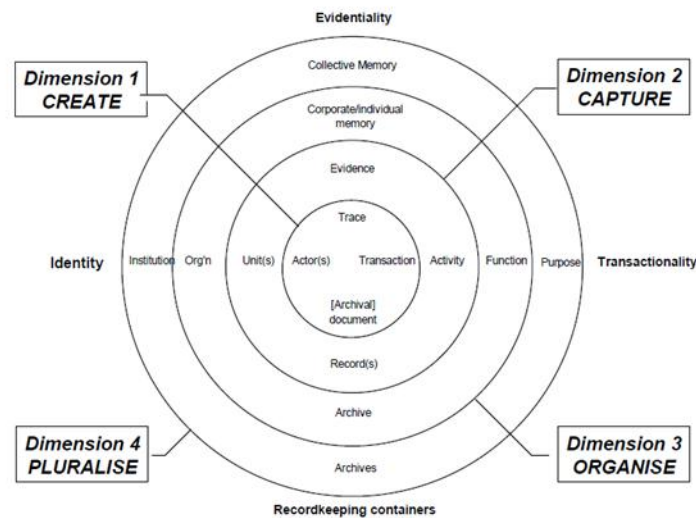 Evidentiality
Collective Memory
Dimension 1
CREATE
Dimension 2
CAPTURE
Corporate/individual
memory
Evidence
Trace
Identity
Institution
Org'n
Unit(s)
Actor(s)
Transaction
Activity
Function
Purpose
Transactionality
[Archival]
document
Record(s)
Archive
Dimension 4
PLURALISE
Dimension 3
ORGANISE
Archives
Recordkeeping containers